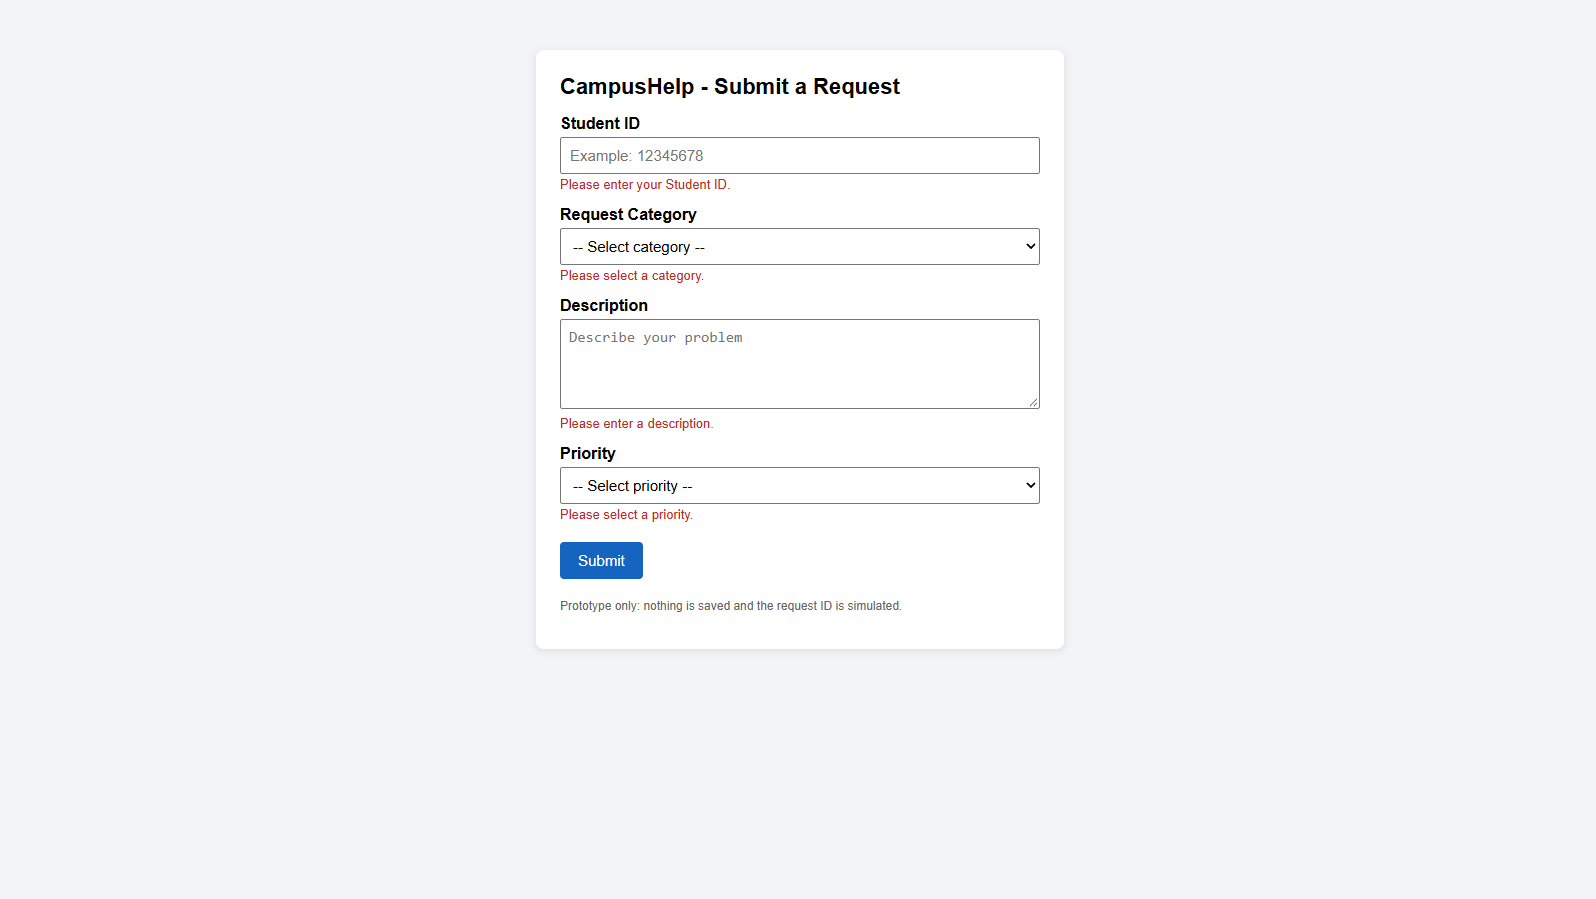 CampusHelp - Submit a Request
Student ID
Example: 12345678
Please enter your Student ID.
Request Category
-- Select category --
Please select a category.
Description
Describe your problem
Please enter a description.
Priority
-- Select priority --
Please select a priority.
Submit
Prototype only: nothing is saved and the request ID is simulated.